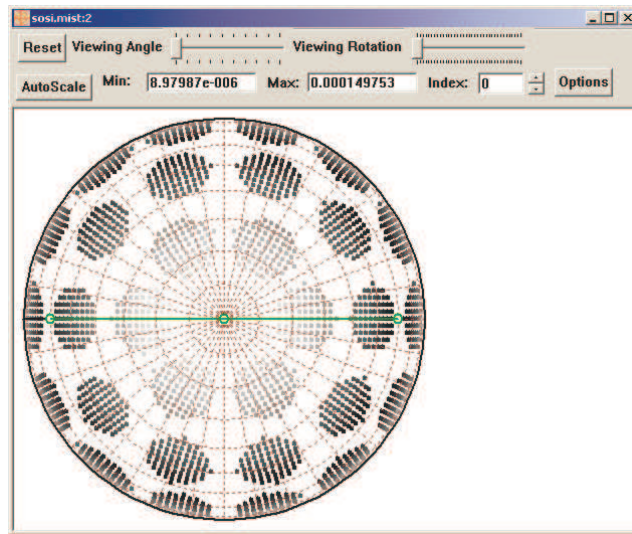 sosi.mist:2
Reset Viewing Angle Viewing Rotation
AutoScale Min: 8.97987e-006 Max: 0.000149753 Index: 0 Options